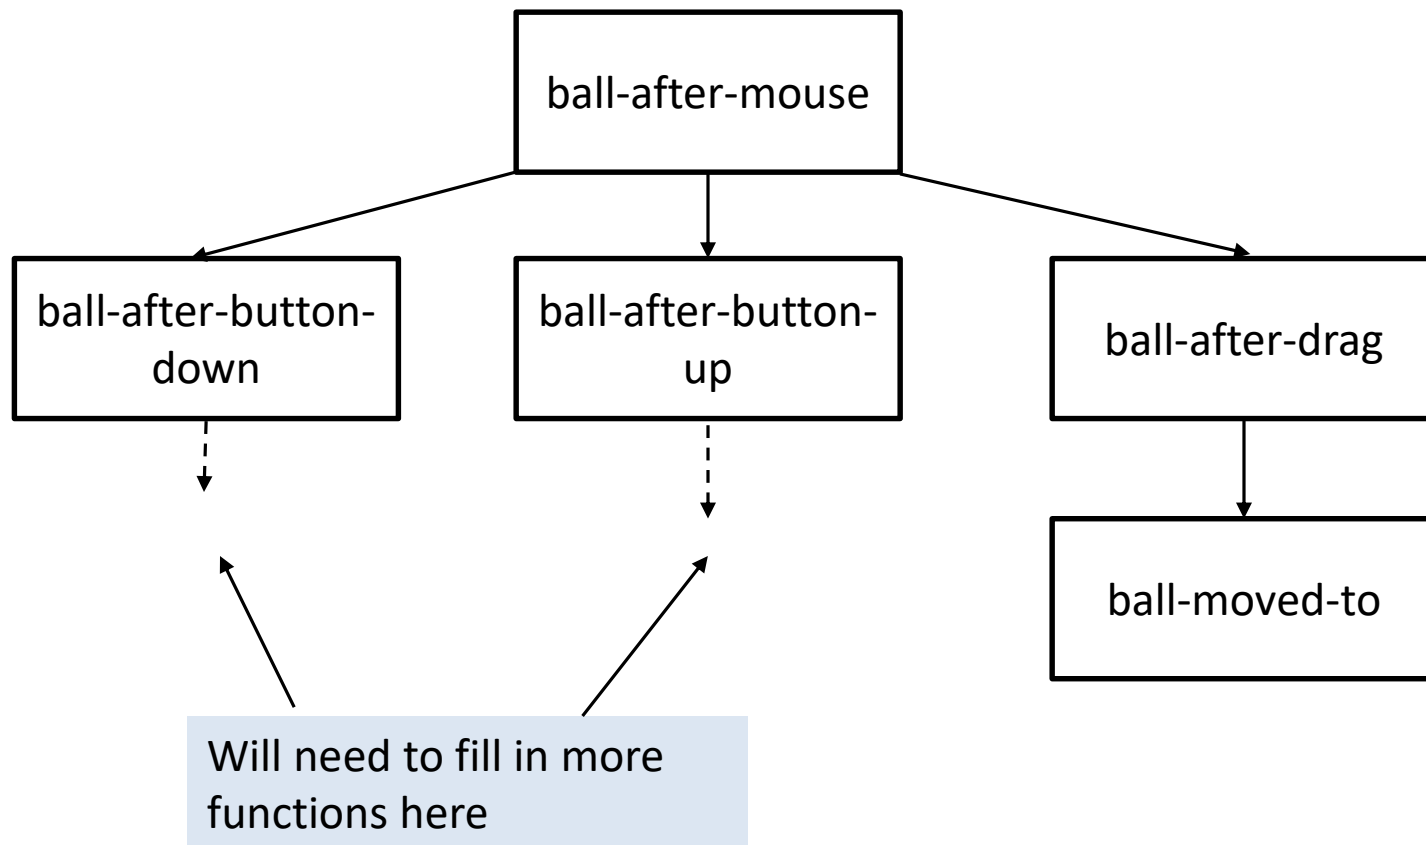 ball-after-mouse
ball-after-button-
down
ball-after-button-
up
ball-after-drag
ball-moved-to
Will need to fill in more
functions here